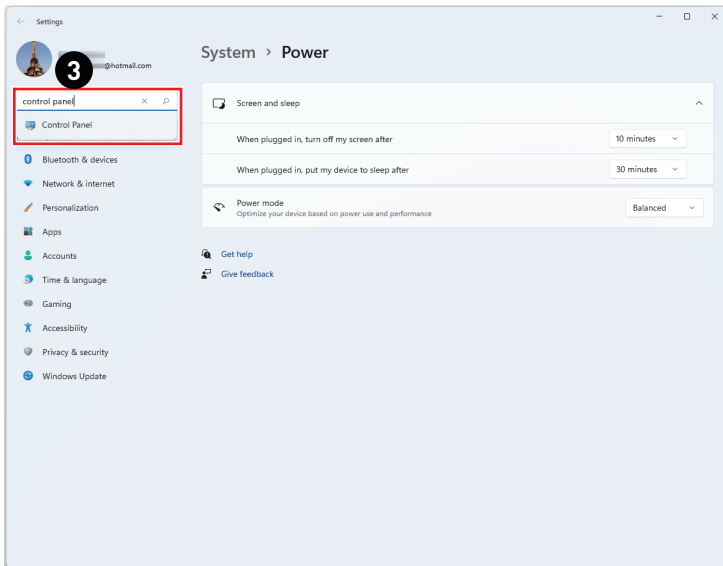 Settings
@hotmail.com
3
control panel
Control Panel
Bluetooth & devices
Network & internet
Personalization
Apps
Accounts
Time & language
Gaming
Accessibility
Privacy & security
Windows Update
System > Power
Screen and sleep
When plugged in, turn off my screen after
10 minutes
When plugged in, put my device to sleep after
30 minutes
Power mode
Optimize your device based on power use and performance
Balanced
Get help
Give feedback